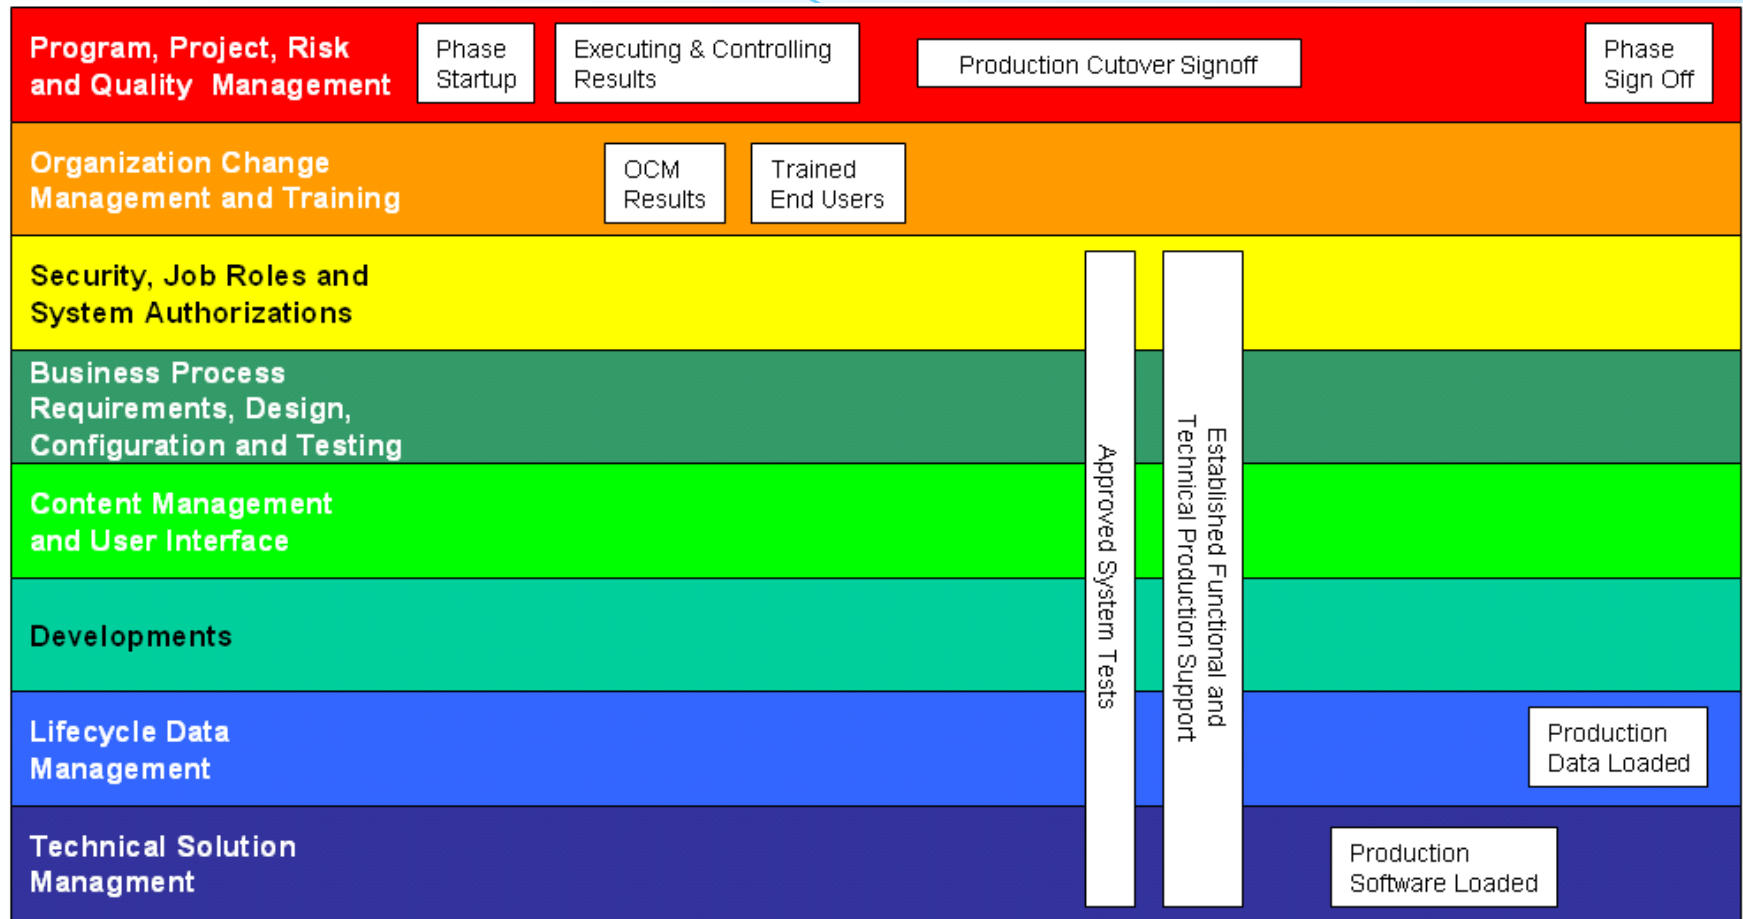 Program, Project, Risk
and Quality Management
Phase
Startup
Executing & Controlling
Results
Production Cutover Signoff
Phase
Sign Off
Organization Change
Management and Training
OCM
Results
Trained
End Users
Security, Job Roles and
System Authorizations
Business Process
Requirements, Design,
Configuration and Testing
Content Management
and User Interface
Approved System Tests
Established Functional and
Technical Production Support
Developments
Lifecycle Data
Management
Production
Data Loaded
Technical Solution
Managment
Production
Software Loaded